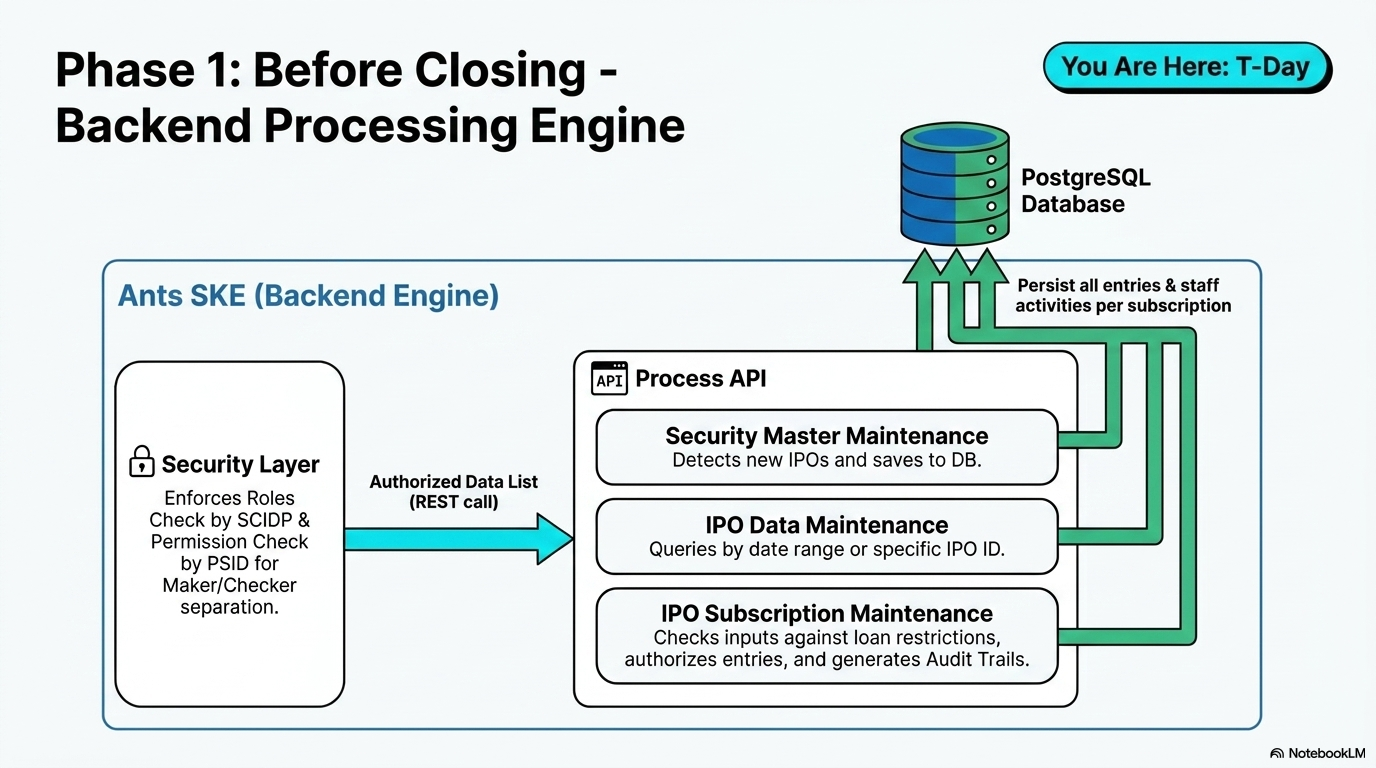 Phase 1: Before Closing -
Backend Processing Engine
You Are Here: T-Day
PostgreSQL
Database
Ants SKE (Backend Engine)
Persist all entries & staff
activities per subscription
Security Layer
Enforces Roles
Check by SCIDP &
Permission Check
by PSID for
Maker/Checker
separation.
Authorized Data List
(REST call)
API
Process API
Security Master Maintenance
Detects new IPOs and saves to DB.
IPO Data Maintenance
Queries by date range or specific IPO ID.
IPO Subscription Maintenance
Checks inputs against loan restrictions,
authorizes entries, and generates Audit Trails.
NotebookLM